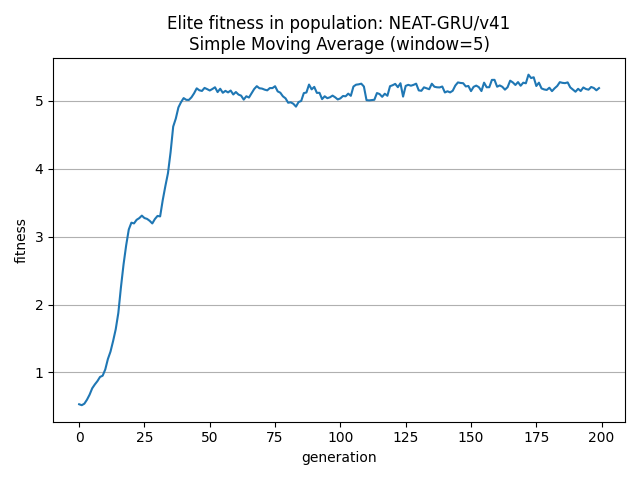 Elite fitness in population: NEAT-GRU/v41
Simple Moving Average (window=5)
fitness
5
4
3
2
1
0 25 50 75 100 125 150 175 200
generation